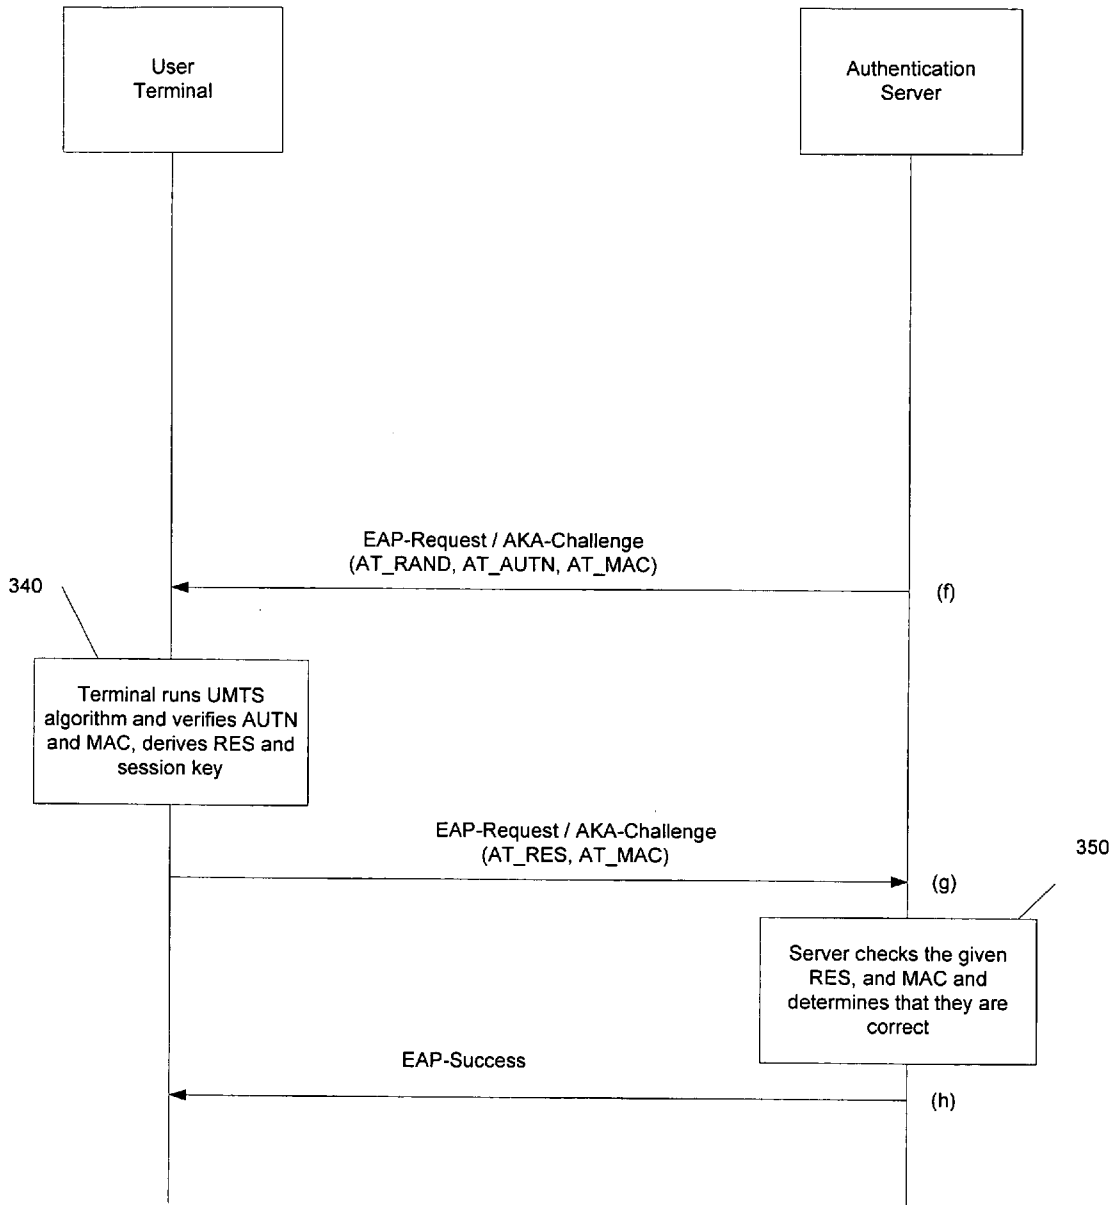 User
Terminal
Authentication
Server
EAP-Request / AKA-Challenge
(AT_RAND, AT_AUTN, AT_MAC)
340
(f)
Terminal runs UMTS
algorithm and verifies AUTN
and MAC, derives RES and
session key
EAP-Request / AKA-Challenge
(AT_RES, AT_MAC)
350
(g)
Server checks the given
RES, and MAC and
determines that they are
correct
EAP-Success
(h)